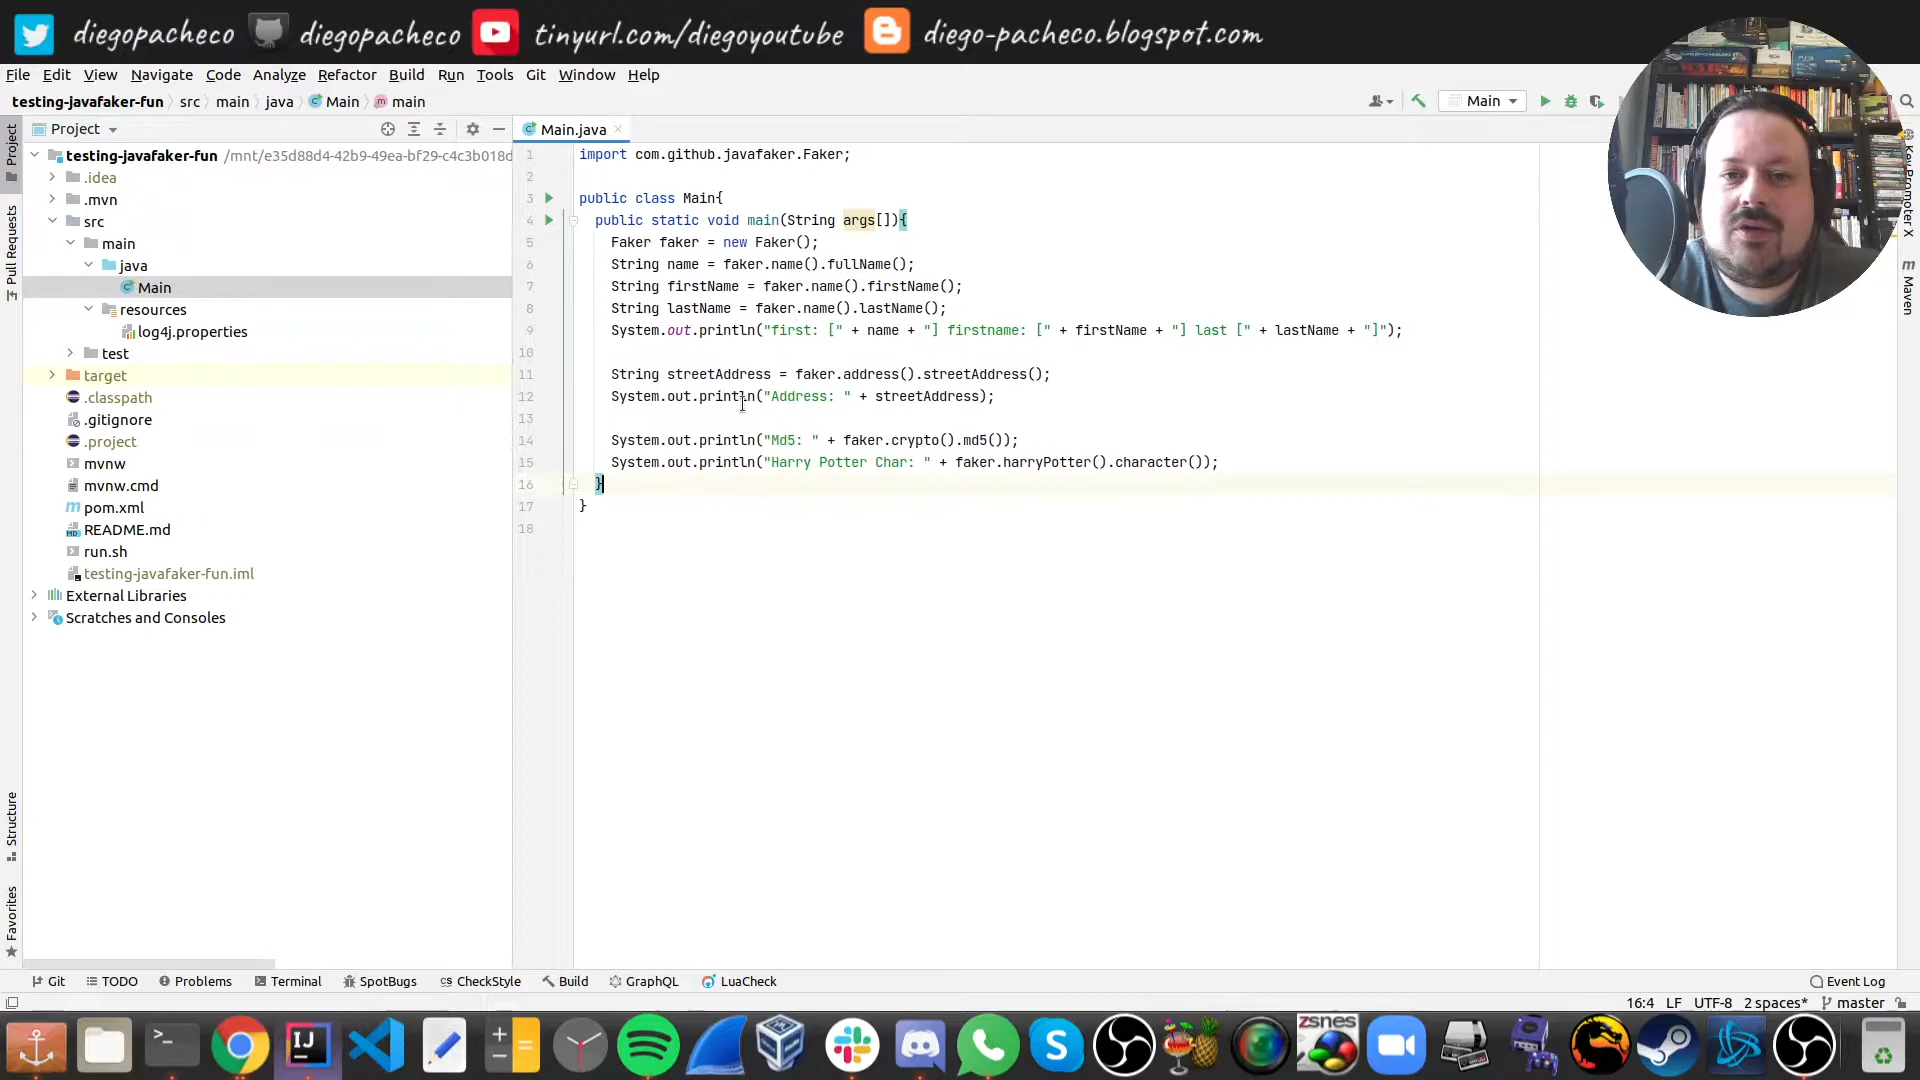 diegopacheco diegopacheco tinyurl.com/diegoyoutube diego-pacheco.blogspot.com
File Edit View Navigate Code Analyze Refactor Build Run Tools Git Window Help
testing-javafaker-fun src main java Main main
Main
Project
Main.java
testing-javafaker-fun /mnt/e35d88d4-42b9-49ea-bf29-c4c3b018d
.idea
.mvn
src
main
java
Main
resources
log4j.properties
test
target
.classpath
.gitignore
.project
mvnw
mvnw.cmd
pom.xml
README.md
run.sh
testing-javafaker-fun.iml
External Libraries
Scratches and Consoles
1 import com.github.javafaker.Faker;
2
3 public class Main{
4 public static void main(String args[]){
5 Faker faker = new Faker();
6 String name = faker.name().fullName();
7 String firstName = faker.name().firstName();
8 String lastName = faker.name().lastName();
9 System.out.println("first: [" + name + "] firstname: [" + firstName + "] last [" + lastName + "]");
10
11 String streetAddress = faker.address().streetAddress();
12 System.out.println("Address: " + streetAddress);
13
14 System.out.println("Md5: " + faker.crypto().md5());
15 System.out.println("Harry Potter Char: " + faker.harryPotter().character());
16 }
17 }
18
Project
Pull Requests
Structure
Favorites
Key Promoter X
Maven
Git TODO Problems Terminal SpotBugs CheckStyle Build GraphQL LuaCheck Event Log
16:4 LF UTF-8 2 spaces* master
IJ
zsnes